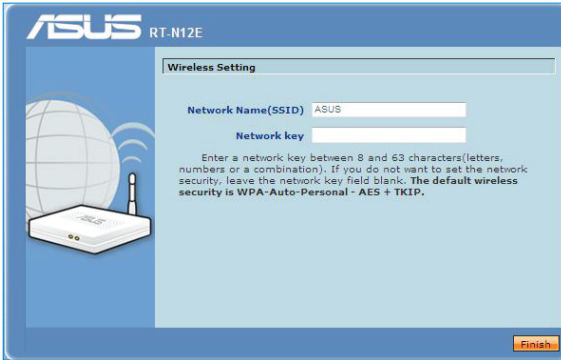 ASUS RT-N12E
Wireless Setting
Network Name(SSID) ASUS
Network key
Enter a network key between 8 and 63 characters(letters,
numbers or a combination). If you do not want to set the network
security, leave the network key field blank. The default wireless
security is WPA-Auto-Personal - AES + TKIP.
Finish